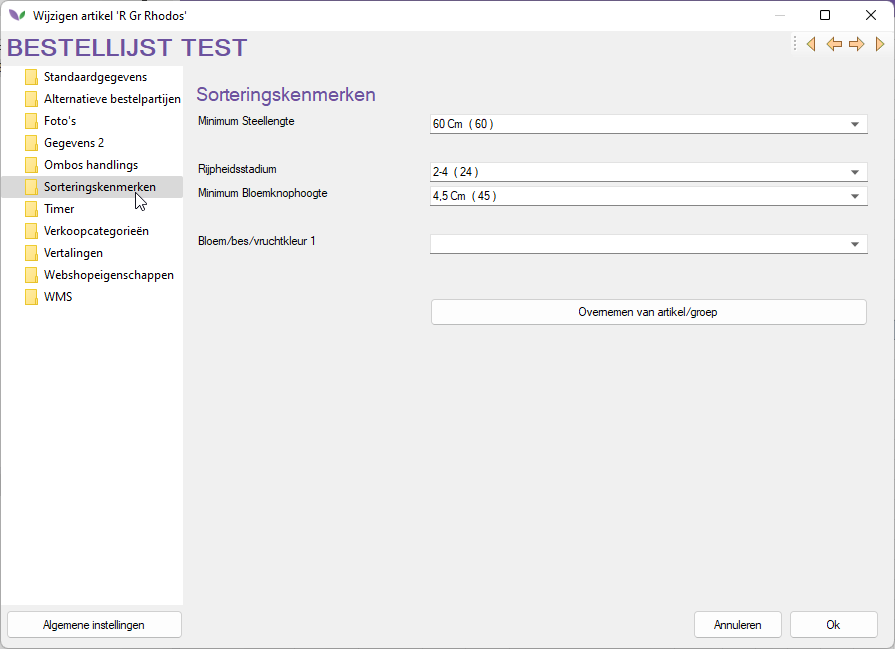 Wijzigen artikel 'R Gr Rhodos'
BESTELLIJST TEST
Standaardgegevens
Alternatieve bestelpartijen
Foto's
Gegevens 2
Ombos handlings
Sorteringskenmerken
Timer
Verkoopcategorieën
Vertalingen
Webshopeigenschappen
WMS
Sorteringskenmerken
Minimum Steellengte
60 Cm ( 60 )
Rijpheidsstadium
2-4 ( 24 )
Minimum Bloemknophoogte
4,5 Cm ( 45 )
Bloem/bes/vruchtkleur 1
Overnemen van artikel/groep
Algemene instellingen
Annuleren
Ok